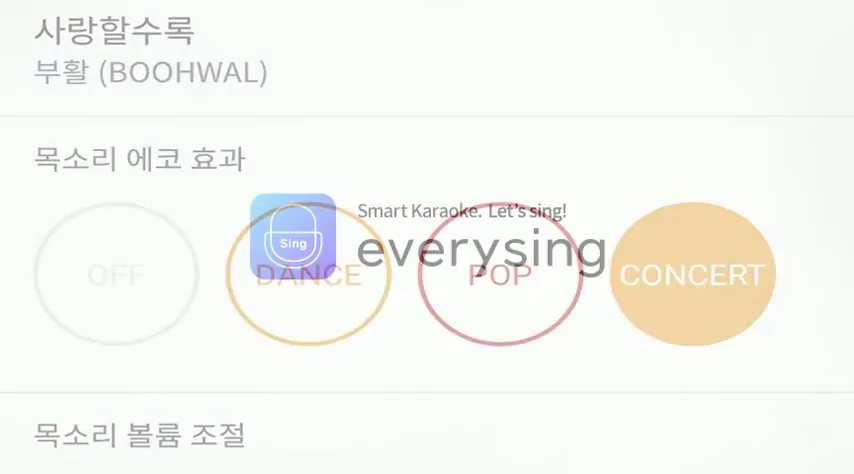 사랑할수록
부활 (BOOHWAL)
목소리 에코 효과
Smart Karaoke. Let's sing!
Sing
everysing
OFF
DANCE
POP
CONCERT
목소리 볼륨 조절